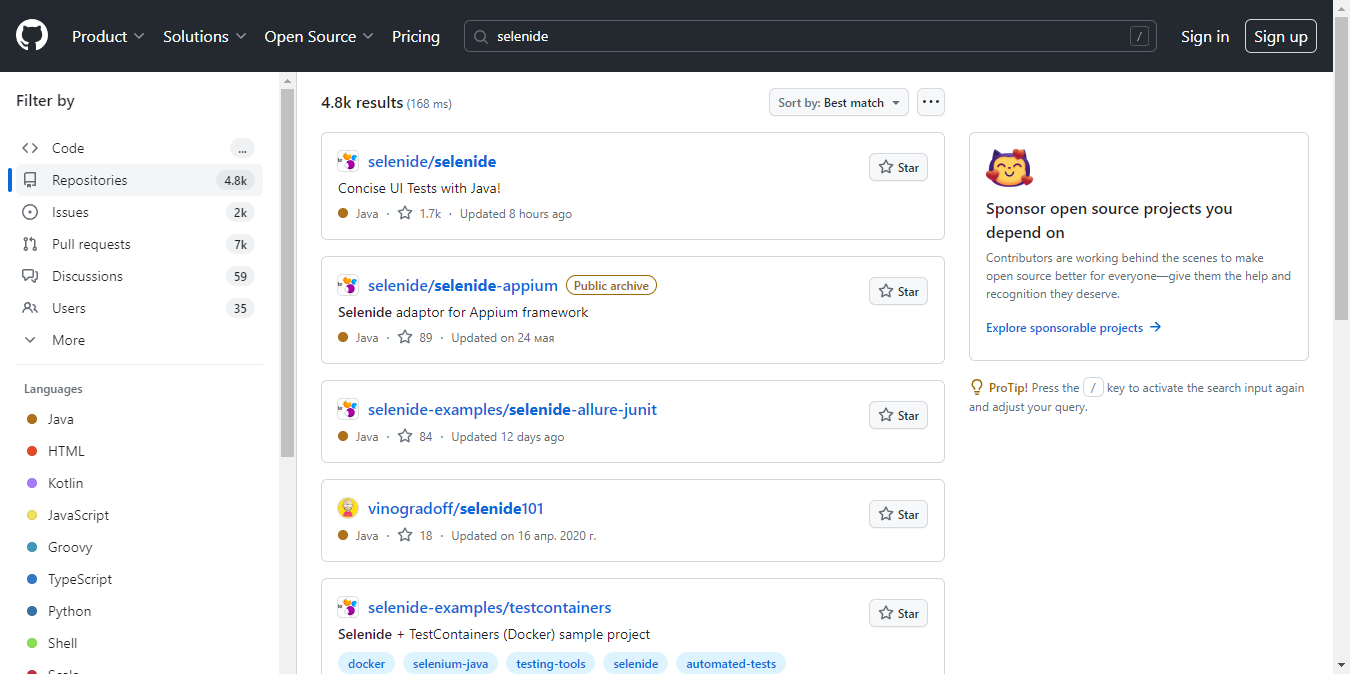 Product Solutions Open Source Pricing selenide / Sign in Sign up
Filter by
Code ...
Repositories 4.8k
Issues 2k
Pull requests 7k
Discussions 59
Users 35
More
Languages
Java
HTML
Kotlin
JavaScript
Groovy
TypeScript
Python
Shell
4.8k results (168 ms)
Sort by: Best match
selenide/selenide
Star
Concise UI Tests with Java!
Java · 1.7k · Updated 8 hours ago
selenide/selenide-appium Public archive
Star
Selenide adaptor for Appium framework
Java · 89 · Updated on 24 мая
selenide-examples/selenide-allure-junit
Star
Java · 84 · Updated 12 days ago
vinogradoff/selenide101
Star
Java · 18 · Updated on 16 апр. 2020 г.
selenide-examples/testcontainers
Star
Selenide + TestContainers (Docker) sample project
docker selenium-java testing-tools selenide automated-tests
Sponsor open source projects you
depend on
Contributors are working behind the scenes to make
open source better for everyone—give them the help and
recognition they deserve.
Explore sponsorable projects →
ProTip! Press the / key to activate the search input again
and adjust your query.